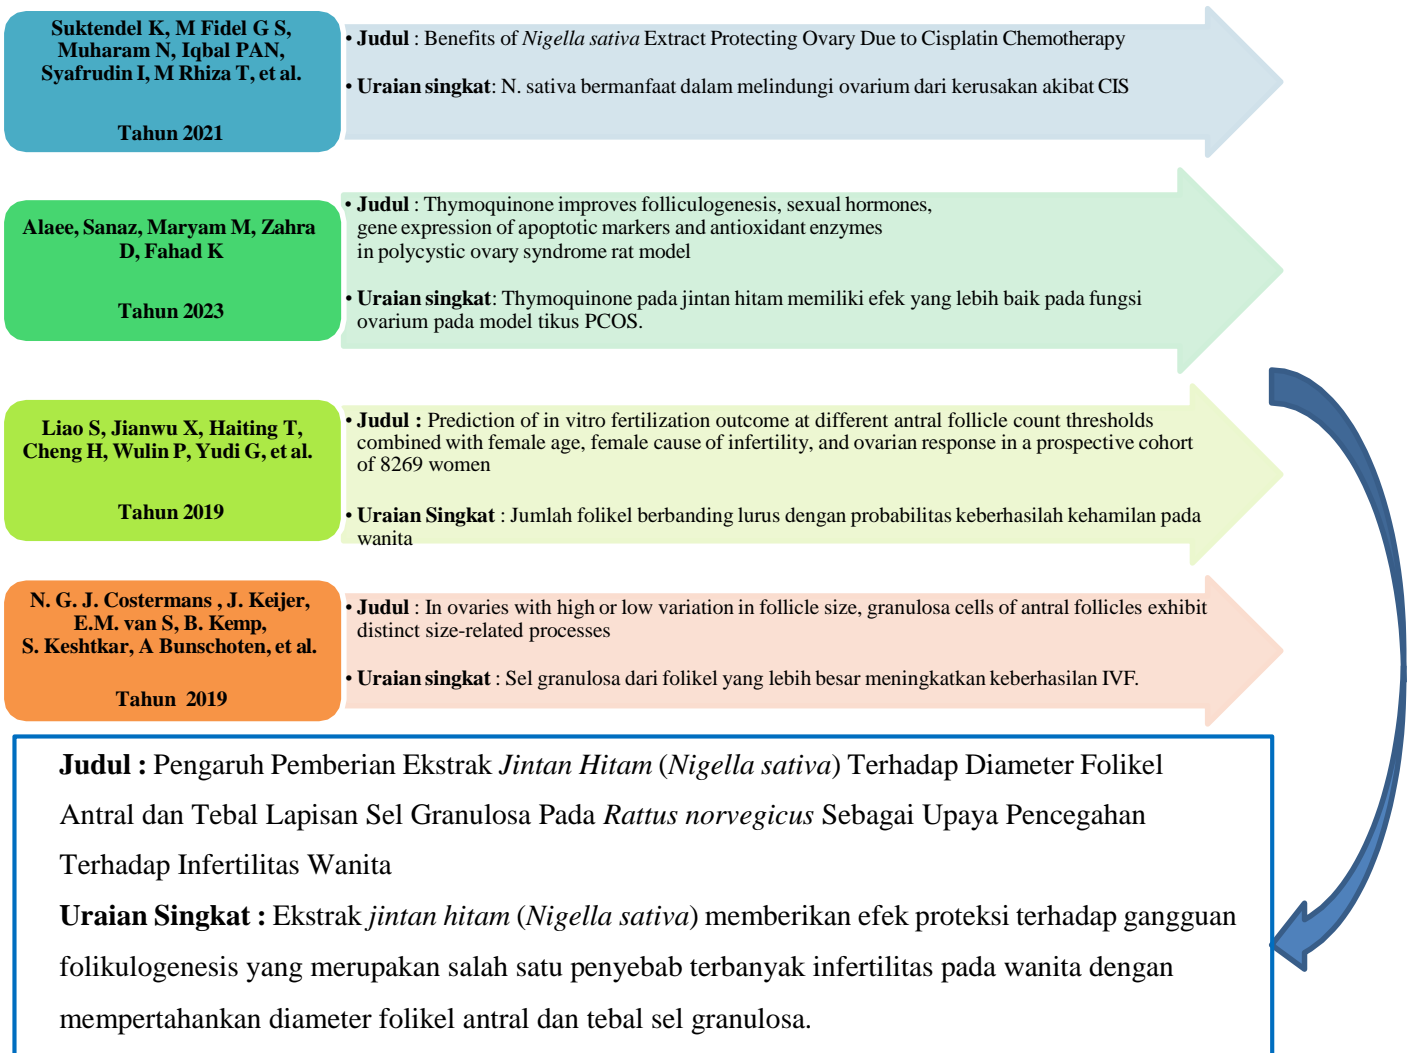 Suktendel K, M Fidel G S,
Muharam N, Iqbal PAN,
Syafrudin I, M Rhiza T, et al.
Tahun 2021
• Judul : Benefits of Nigella sativa Extract Protecting Ovary Due to Cisplatin Chemotherapy
• Uraian singkat: N. sativa bermanfaat dalam melindungi ovarium dari kerusakan akibat CIS
Alaee, Sanaz, Maryam M, Zahra
D, Fahad K
Tahun 2023
• Judul : Thymoquinone improves folliculogenesis, sexual hormones,
gene expression of apoptotic markers and antioxidant enzymes
in polycystic ovary syndrome rat model
• Uraian singkat: Thymoquinone pada jintan hitam memiliki efek yang lebih baik pada fungsi
ovarium pada model tikus PCOS.
Liao S, Jianwu X, Haiting T,
Cheng H, Wulin P, Yudi G, et al.
Tahun 2019
• Judul : Prediction of in vitro fertilization outcome at different antral follicle count thresholds
combined with female age, female cause of infertility, and ovarian response in a prospective cohort
of 8269 women
• Uraian Singkat : Jumlah folikel berbanding lurus dengan probabilitas keberhasilah kehamilan pada
wanita
N. G. J. Costermans , J. Keijer,
E.M. van S, B. Kemp,
S. Keshtkar, A Bunschoten, et al.
Tahun 2019
• Judul : In ovaries with high or low variation in follicle size, granulosa cells of antral follicles exhibit
distinct size-related processes
• Uraian singkat : Sel granulosa dari folikel yang lebih besar meningkatkan keberhasilan IVF.
Judul : Pengaruh Pemberian Ekstrak Jintan Hitam (Nigella sativa) Terhadap Diameter Folikel
Antral dan Tebal Lapisan Sel Granulosa Pada Rattus norvegicus Sebagai Upaya Pencegahan
Terhadap Infertilitas Wanita
Uraian Singkat : Ekstrak jintan hitam (Nigella sativa) memberikan efek proteksi terhadap gangguan
folikulogenesis yang merupakan salah satu penyebab terbanyak infertilitas pada wanita dengan
mempertahankan diameter folikel antral dan tebal sel granulosa.